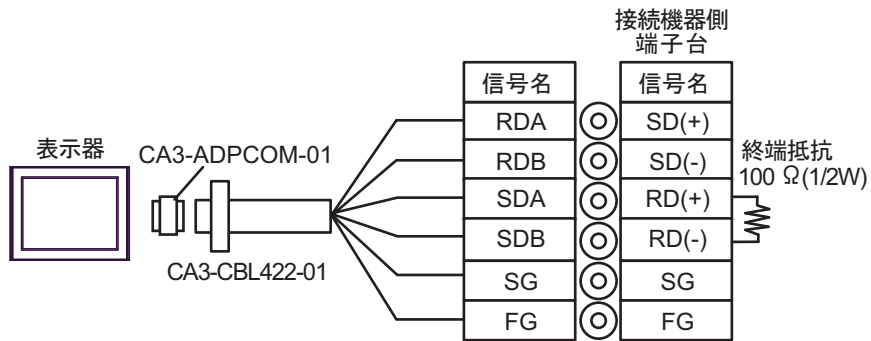 接続機器側
端子台
信号名 信号名
RDA SD(+)
RDB SD(-)
SDA RD(+)
SDB RD(-)
SG SG
FG FG
表示器
CA3-ADPCOM-01
CA3-CBL422-01
終端抵抗
100 Ω(1/2W)